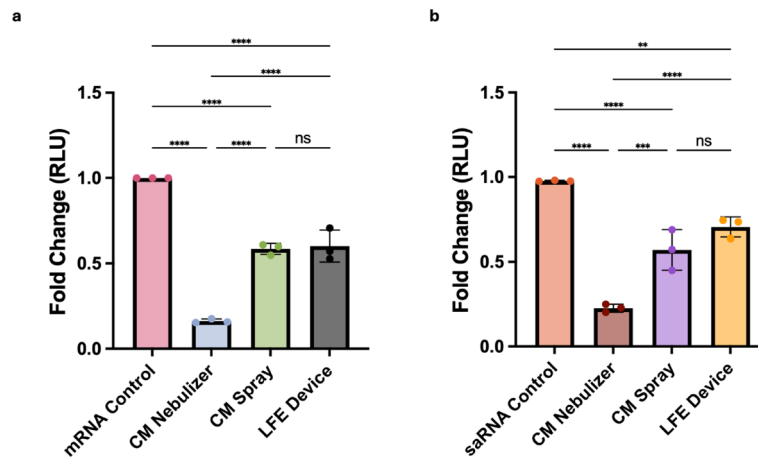 a
****
****
****
**** **** ns
1.5
1.0
0.5
0.0
Fold Change (RLU)
mRNA Control
CM Nebulizer
CM Spray
LFE Device
b
**
****
****
**** *** ns
1.5
1.0
0.5
0.0
Fold Change (RLU)
saRNA Control
CM Nebulizer
CM Spray
LFE Device